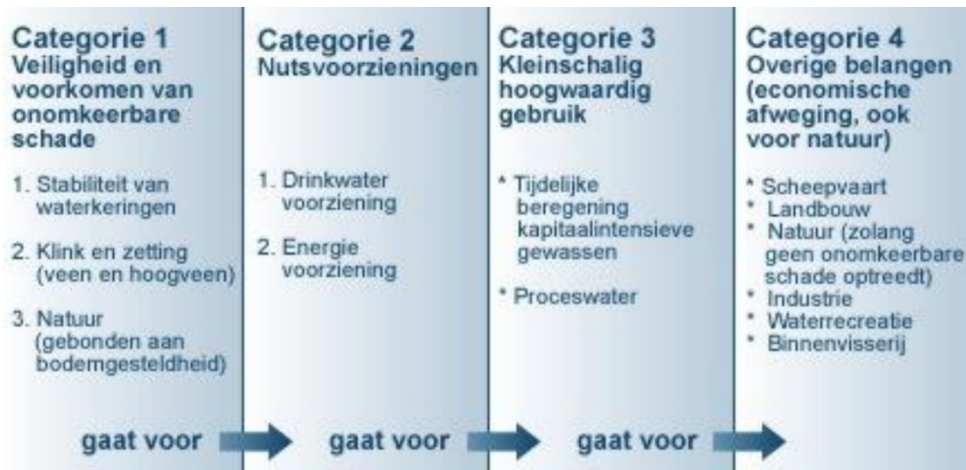 Categorie 1
Veiligheid en
voorkomen van
onomkeerbare
schade
1. Stabiliteit van
waterkeringen
2. Klink en zetting
(veen en hoogveen)
3. Natuur
(gebonden aan
bodemgesteldheid)
gaat voor
Categorie 2
Nutsvoorzieningen
1. Drinkwater
voorziening
2. Energie
voorziening
gaat voor
Categorie 3
Kleinschalig
hoogwaardig
gebruik
* Tijdelijke
beregening
kapitaalintensieve
gewassen
* Proceswater
gaat voor
Categorie 4
Overige belangen
(economische
afweging, ook
voor natuur)
* Scheepvaart
* Landbouw
* Natuur (zolang
geen onomkeerbare
schade optreedt)
* Industrie
* Waterrecreatie
* Binnenvisserij